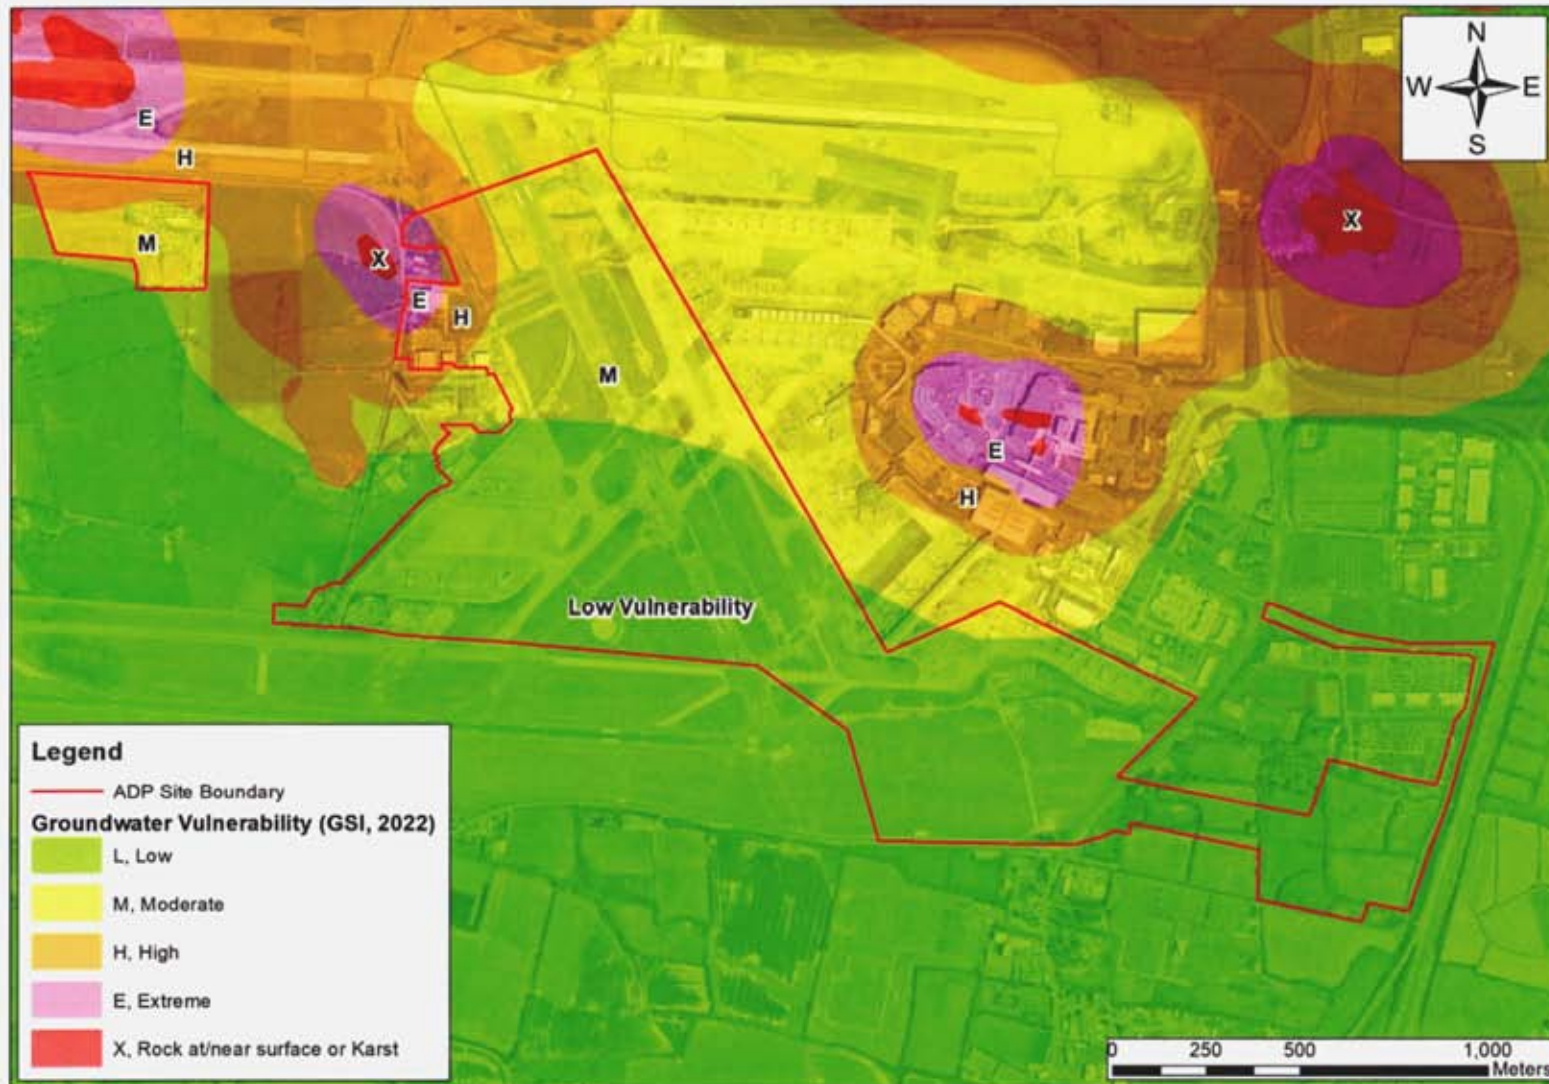 N
W E
S
E
H
M
X
X
E
H
M
E
H
Low Vulnerability
Legend
ADP Site Boundary
Groundwater Vulnerability (GSI, 2022)
L, Low
M, Moderate
H, High
E, Extreme
X, Rock at/near surface or Karst
0 250 500 1,000
Meters